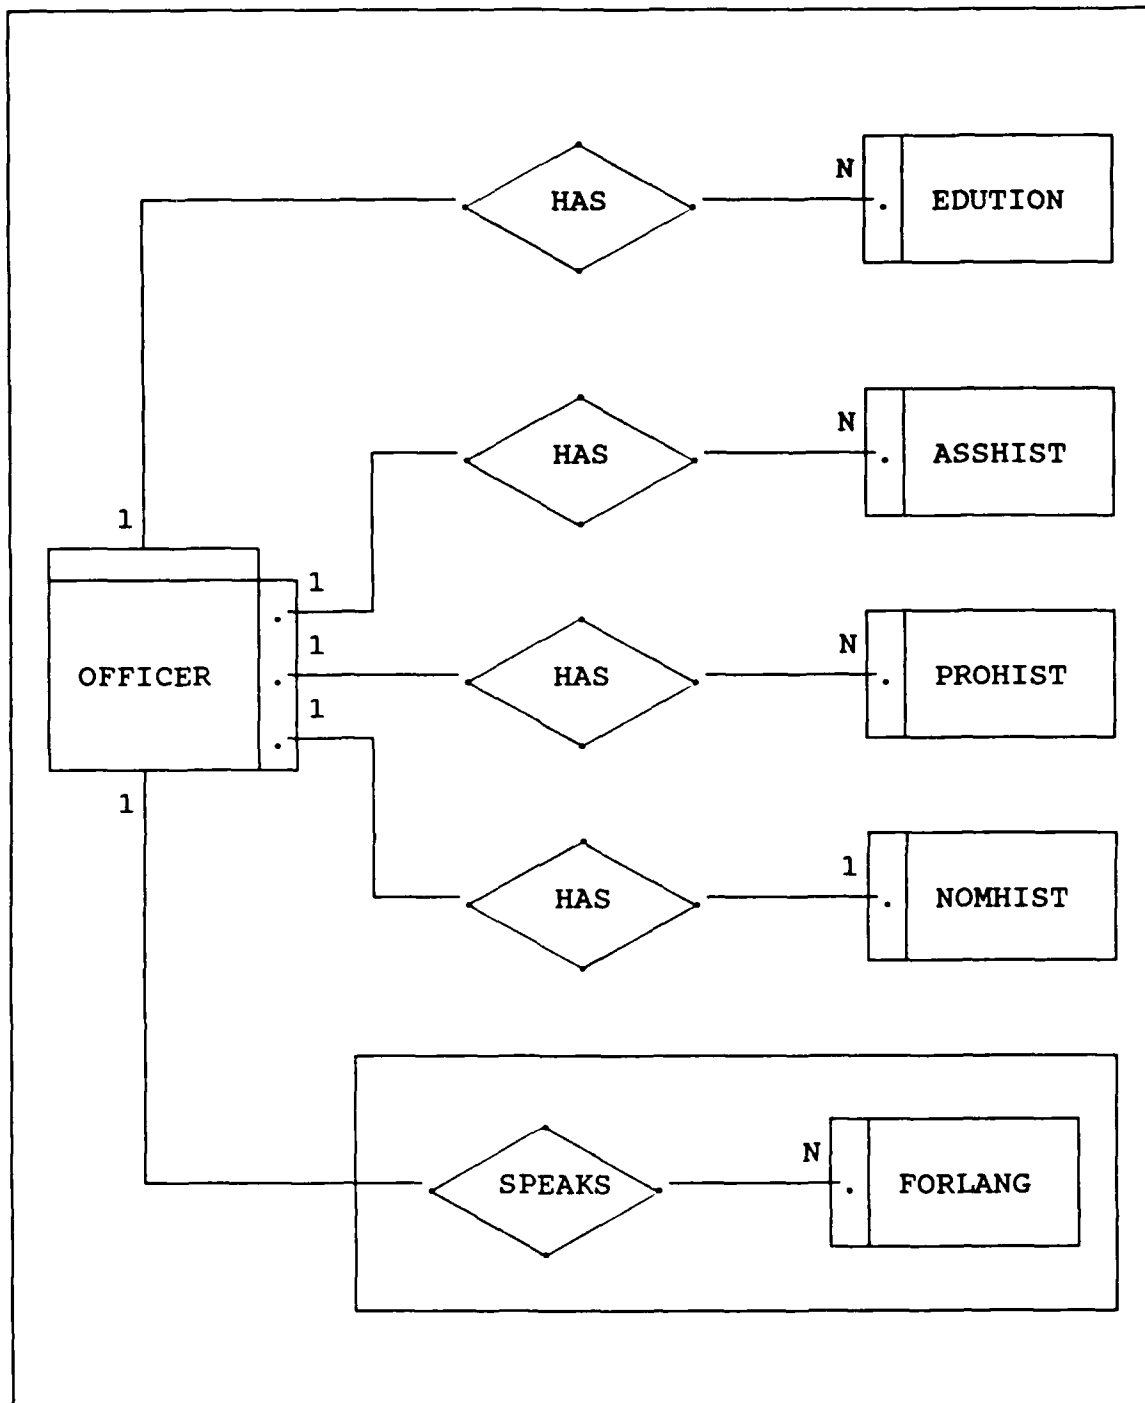 N
HAS
. EDUTION
N
HAS
. ASSHIST
1
1
.
1
N
OFFICER
.
HAS
. PROHIST
1
.
1
1
HAS
. NOMHIST
N
SPEAKS
. FORLANG